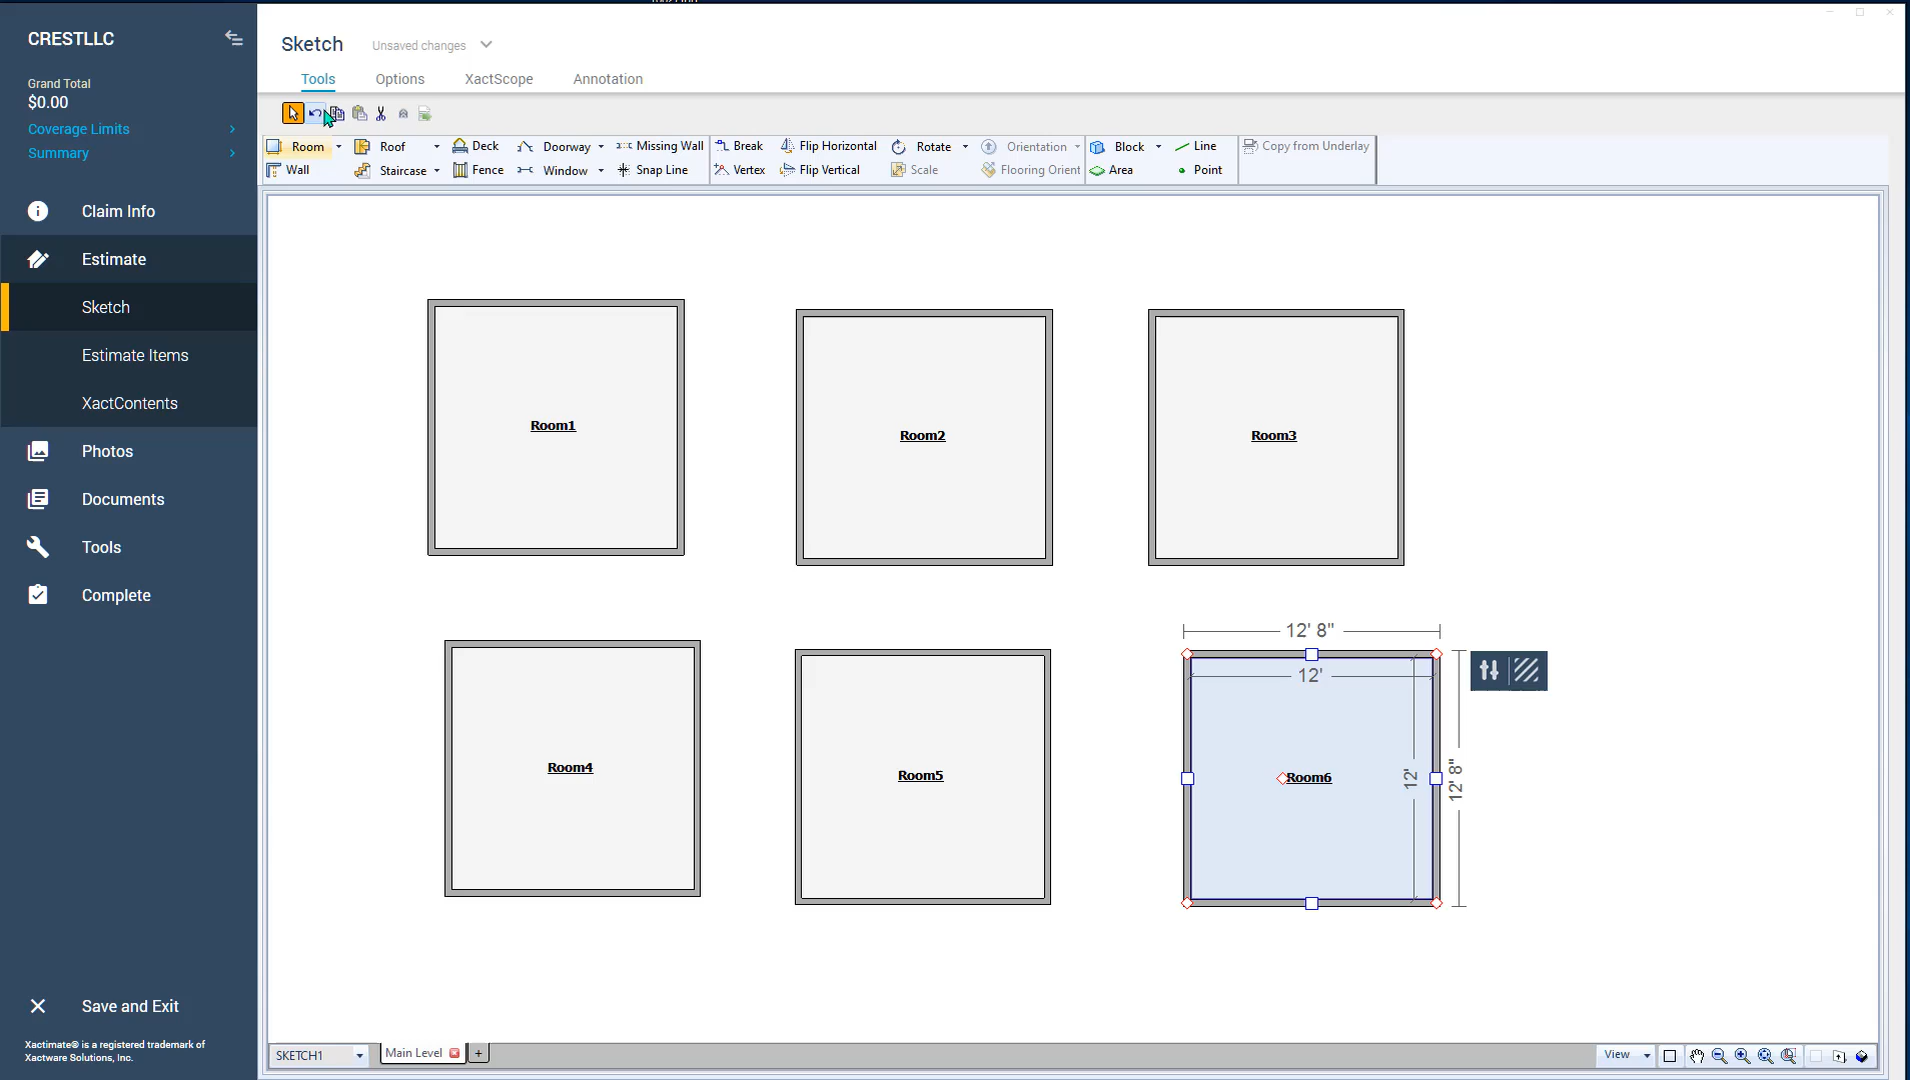 CRESTLLC
Grand Total
$0.00
Coverage Limits
Summary
Claim Info
Estimate
Sketch
Estimate Items
XactContents
Photos
Documents
Tools
Complete
Save and Exit
Xactimate® is a registered trademark of
Xactware Solutions, Inc.
Sketch Unsaved changes
Tools Options XactScope Annotation
Room Roof Deck Doorway Missing Wall Break Flip Horizontal Rotate Orientation Block Line Copy from Underlay
Wall Staircase Fence Window Snap Line Vertex Flip Vertical Scale Flooring Orient Area Point
Room1
Room2
Room3
Room4
Room5
12' 8"
12'
Room6
12'
12' 8"
SKETCH1 Main Level + View